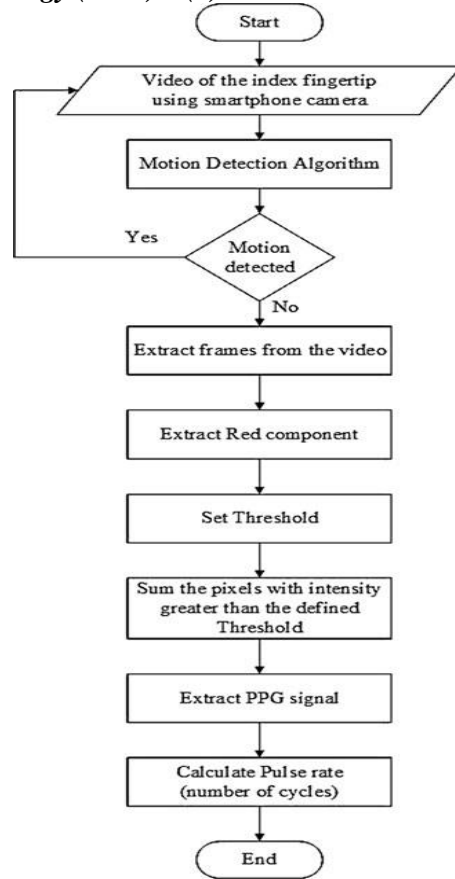 Start
Video of the index fingertip
using smartphone camera
Motion Detection Algorithm
Yes
Motion
detected
No
Extract frames from the video
Extract Red component
Set Threshold
Sum the pixels with intensity
greater than the defined
Threshold
Extract PPG signal
Calculate Pulse rate
(number of cycles)
End